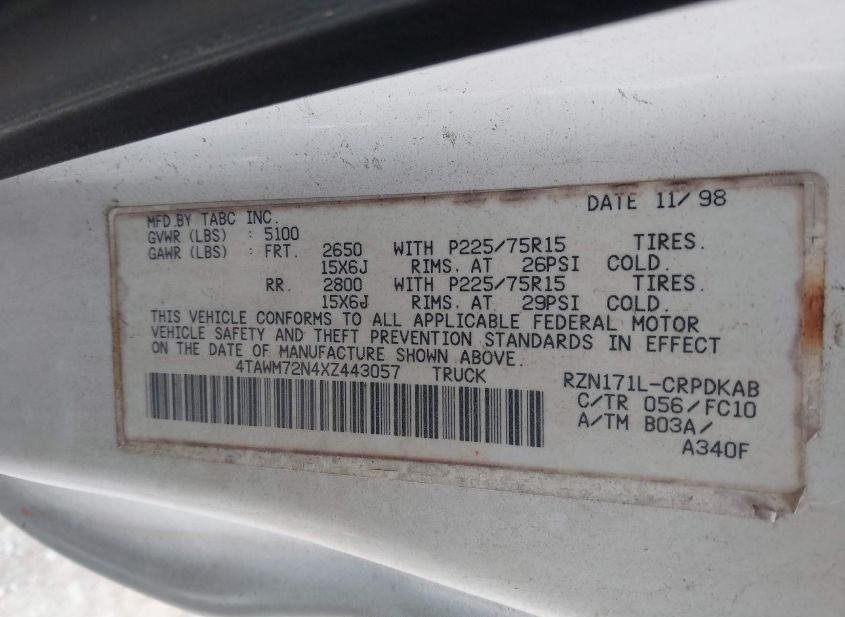 DATE 11/98
MFD.BY TABC INC.
GVWR (LBS) : 5100
GAWR (LBS) : FRT. 2650 WITH P225/75R15 TIRES.
15X6J RIMS. AT 26PSI COLD.
RR. 2800 WITH P225/75R15 TIRES.
15X6J RIMS. AT 29PSI COLD.
THIS VEHICLE CONFORMS TO ALL APPLICABLE FEDERAL MOTOR
VEHICLE SAFETY AND THEFT PREVENTION STANDARDS IN EFFECT
ON THE DATE OF MANUFACTURE SHOWN ABOVE.
4TAWM72N4XZ443057 TRUCK
RZN171L-CRPDKAB
C/TR 056/FC10
A/TM B03A/
A340F